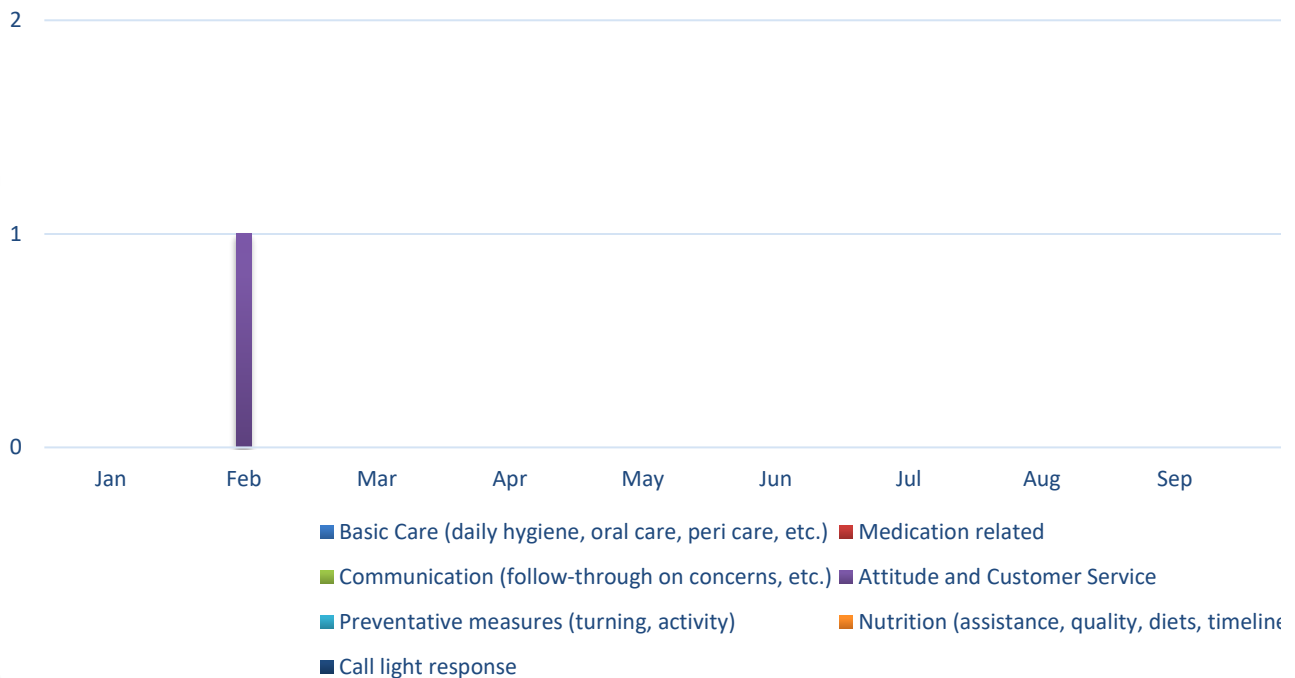 2
1
0
Jan Feb Mar Apr May Jun Jul Aug Sep
Basic Care (daily hygiene, oral care, peri care, etc.) Medication related
Communication (follow-through on concerns, etc.) Attitude and Customer Service
Preventative measures (turning, activity) Nutrition (assistance, quality, diets, timeline
Call light response